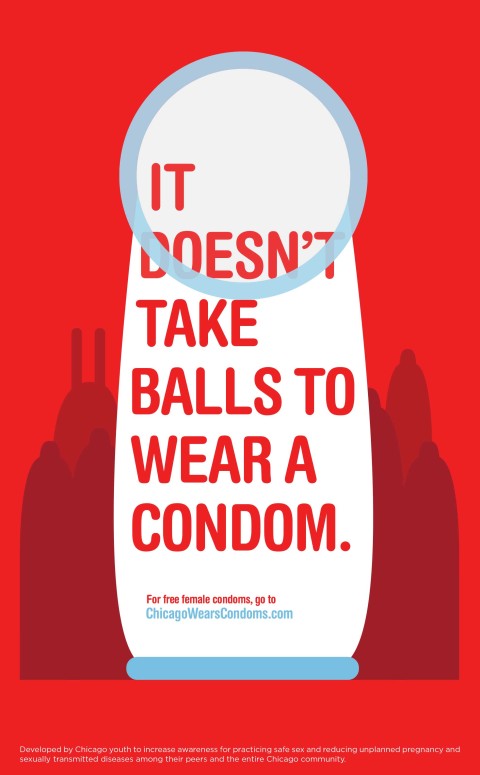 IT
DOESN'T
TAKE
BALLS TO
WEAR A
CONDOM.
For free female condoms, go to
ChicagoWearsCondoms.com
Developed by Chicago youth to increase awareness for practicing safe sex and reducing unplanned pregnancy and
sexually transmitted diseases among their peers and the entire Chicago community.